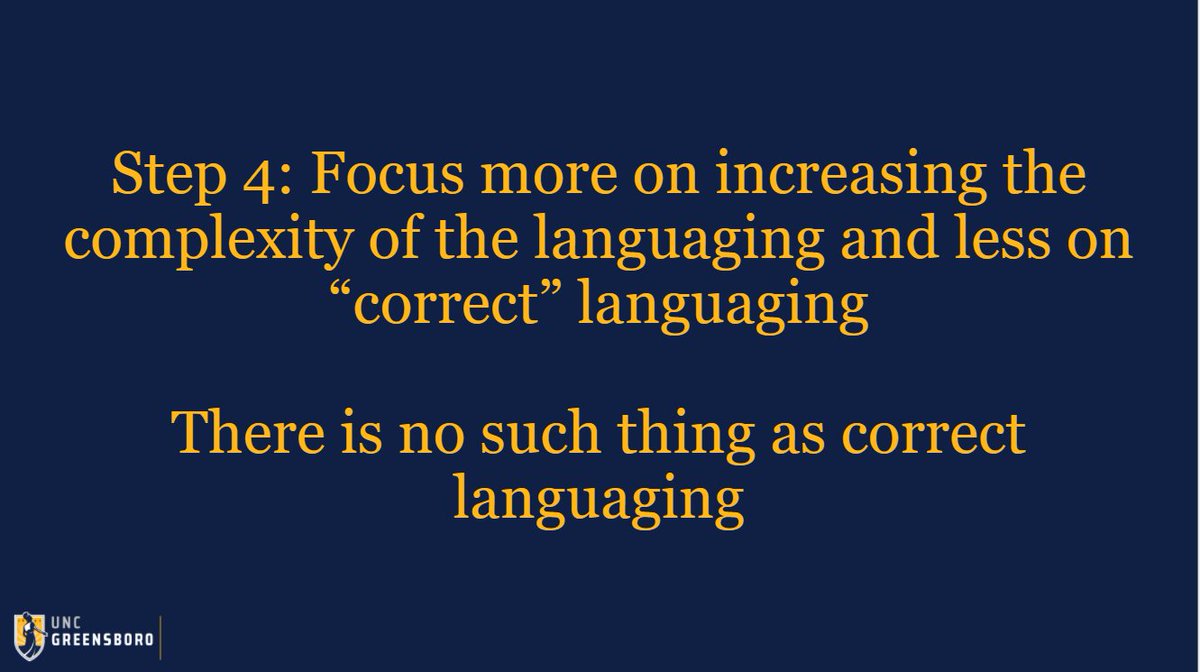 Step 4: Focus more on increasing the
complexity of the languaging and less on
“correct” languaging
There is no such thing as correct
languaging
UNC
GREENSBORO